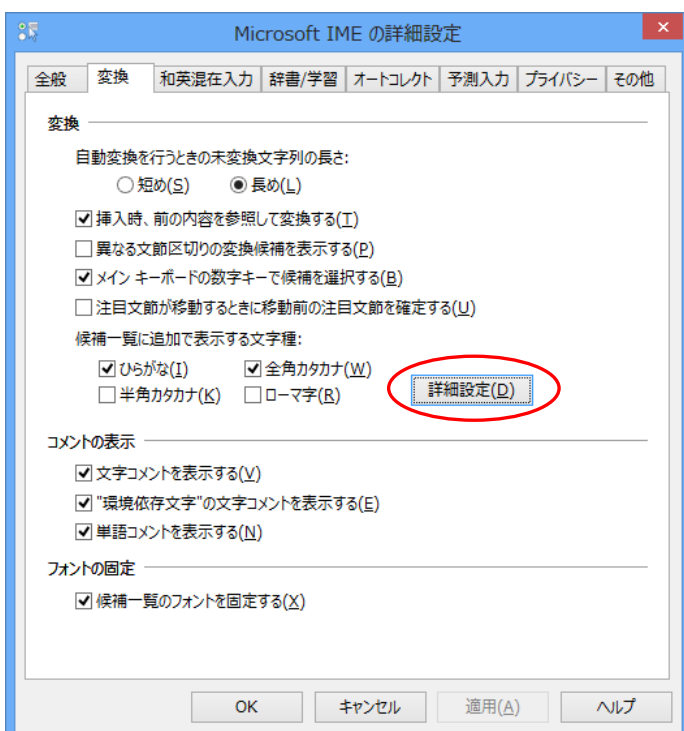 Microsoft IME の詳細設定
全般 変換 和英混在入力 辞書/学習 オートコレクト 予測入力 プライバシー その他
変換
自動変換を行うときの未変換文字列の長さ:
短め(S) 長め(L)
挿入時、前の内容を参照して変換する(T)
異なる文節区切りの変換候補を表示する(P)
メイン キーボードの数字キーで候補を選択する(B)
注目文節が移動するときに移動前の注目文節を確定する(U)
候補一覧に追加で表示する文字種:
ひらがな(I) 全角カタカナ(W)
半角カタカナ(K) ローマ字(R) 詳細設定(D)
コメントの表示
文字コメントを表示する(V)
"環境依存文字"の文字コメントを表示する(E)
単語コメントを表示する(N)
フォントの固定
候補一覧のフォントを固定する(X)
OK キャンセル 適用(A) ヘルプ